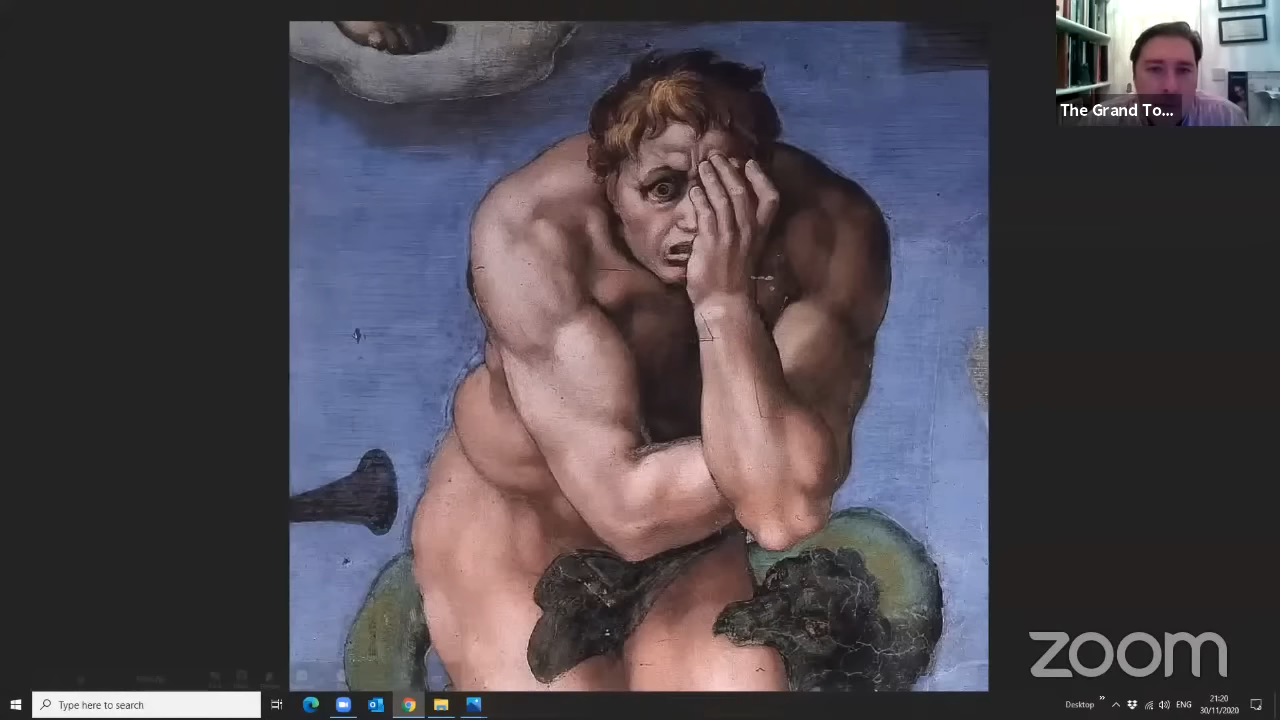 The Grand To...
zoom
Type here to search
Desktop
ENG
21:20
30/11/2020